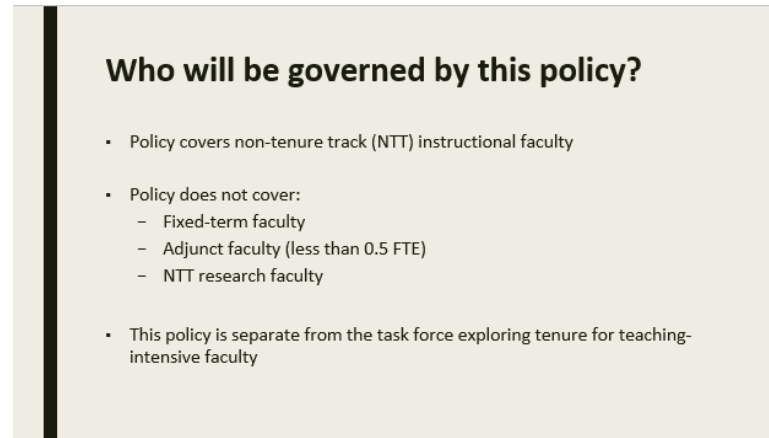 Who will be governed by this policy?
▪ Policy covers non-tenure track (NTT) instructional faculty
▪ Policy does not cover:
– Fixed-term faculty
– Adjunct faculty (less than 0.5 FTE)
– NTT research faculty
▪ This policy is separate from the task force exploring tenure for teaching-
intensive faculty